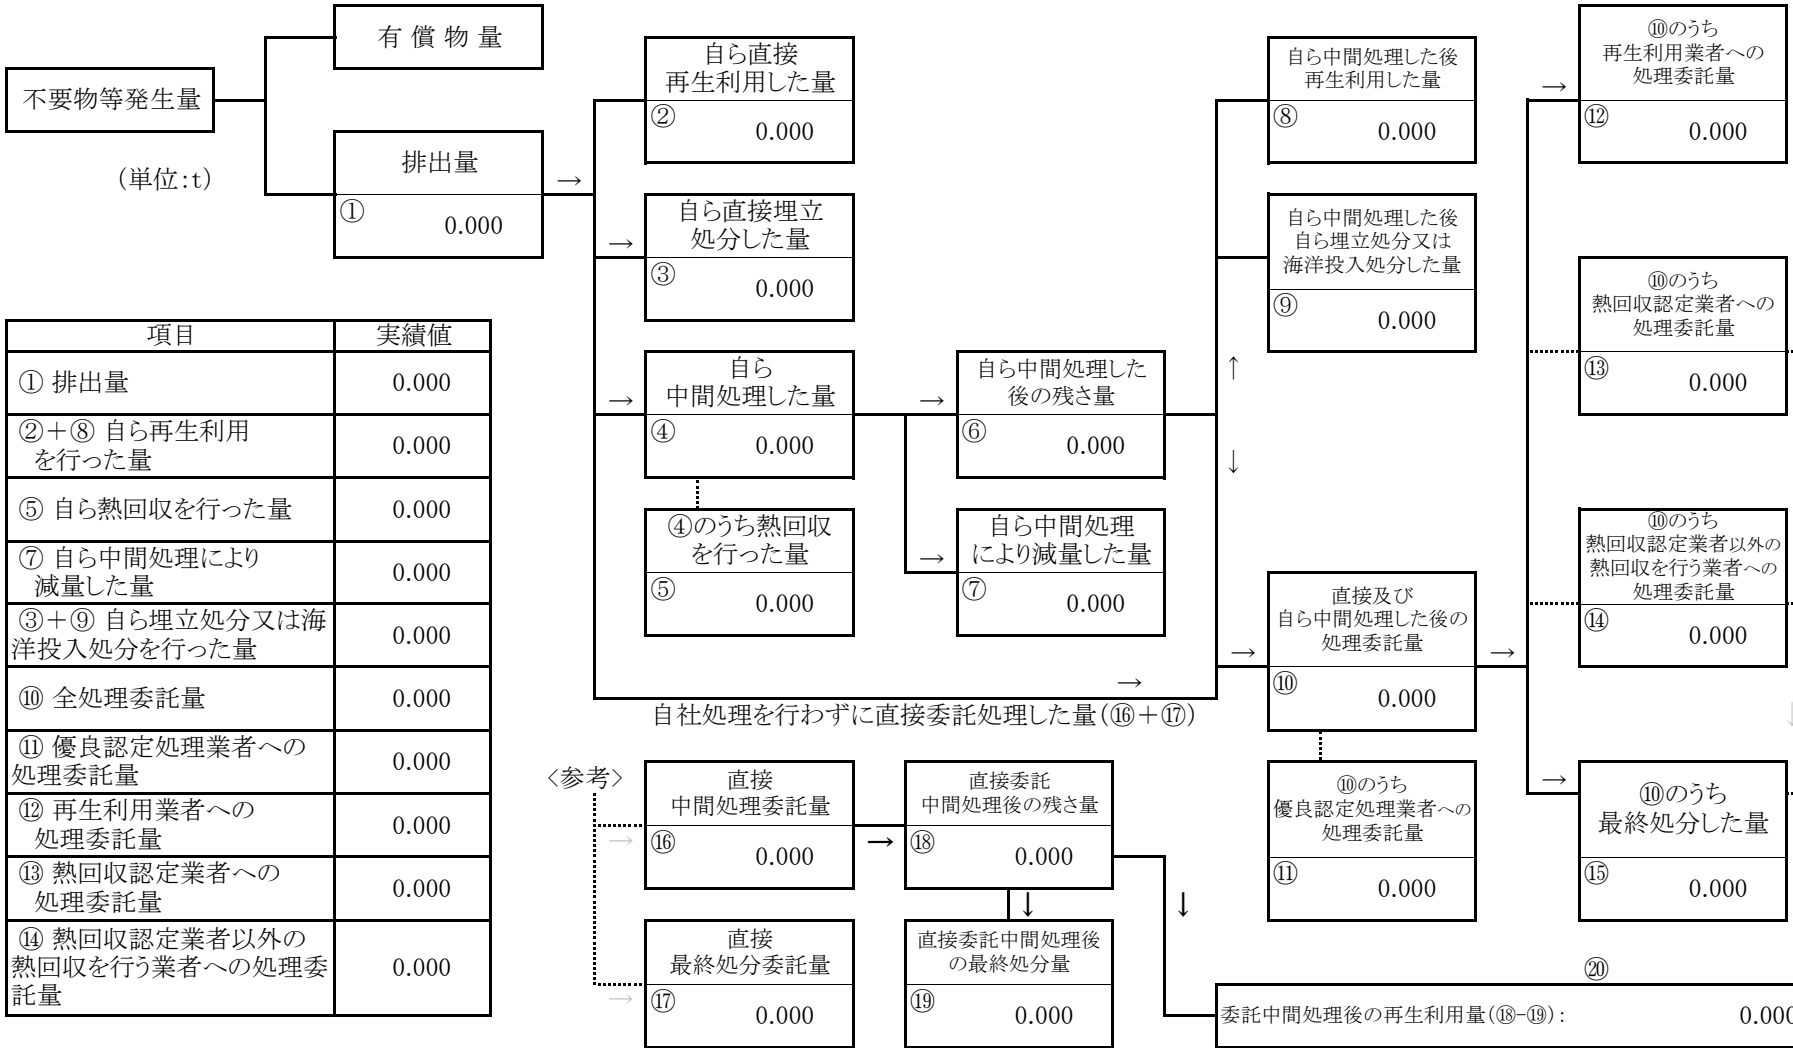 不要物等発生量
(単位:t)
有 償 物 量
排出量
→
①
0.000
自ら直接
再生利用した量
②
0.000
→
自ら直接埋立
処分した量
③
0.000
→
自ら
中間処理した量
④
0.000
④のうち熱回収
を行った量
⑤
0.000
→
自ら中間処理した
後の残さ量
⑥
0.000
→
自ら中間処理
により減量した量
⑦
0.000
→
自社処理を行わずに直接委託処理した量(⑯+⑰)
自ら中間処理した後
再生利用した量
⑧
0.000
自ら中間処理した後
自ら埋立処分又は
海洋投入処分した量
⑨
0.000
↑
↓
→
直接及び
自ら中間処理した後の
処理委託量
⑩
0.000
→
⑩のうち
優良認定処理業者への
処理委託量
⑪
0.000
→
⑩のうち
再生利用業者への
処理委託量
⑫
0.000
⑩のうち
熱回収認定業者への
処理委託量
⑬
0.000
⑩のうち
熱回収認定業者以外の
熱回収を行う業者への
処理委託量
⑭
0.000
↓
→
⑩のうち
最終処分した量
⑮
0.000
項目 実績値
① 排出量 0.000
②+⑧ 自ら再生利用
を行った量 0.000
⑤ 自ら熱回収を行った量 0.000
⑦ 自ら中間処理により
減量した量 0.000
③+⑨ 自ら埋立処分又は海
洋投入処分を行った量 0.000
⑩ 全処理委託量 0.000
⑪ 優良認定処理業者への
処理委託量 0.000
⑫ 再生利用業者への
処理委託量 0.000
⑬ 熱回収認定業者への
処理委託量 0.000
⑭ 熱回収認定業者以外の
熱回収を行う業者への処理委
託量 0.000
<参考>
→
直接
中間処理委託量
⑯
0.000
→
直接委託
中間処理後の残さ量
⑱
0.000
↓
↓
→
直接
最終処分委託量
⑰
0.000
直接委託中間処理後
の最終処分量
⑲
0.000
⑳
委託中間処理後の再生利用量(⑱-⑲): 0.000